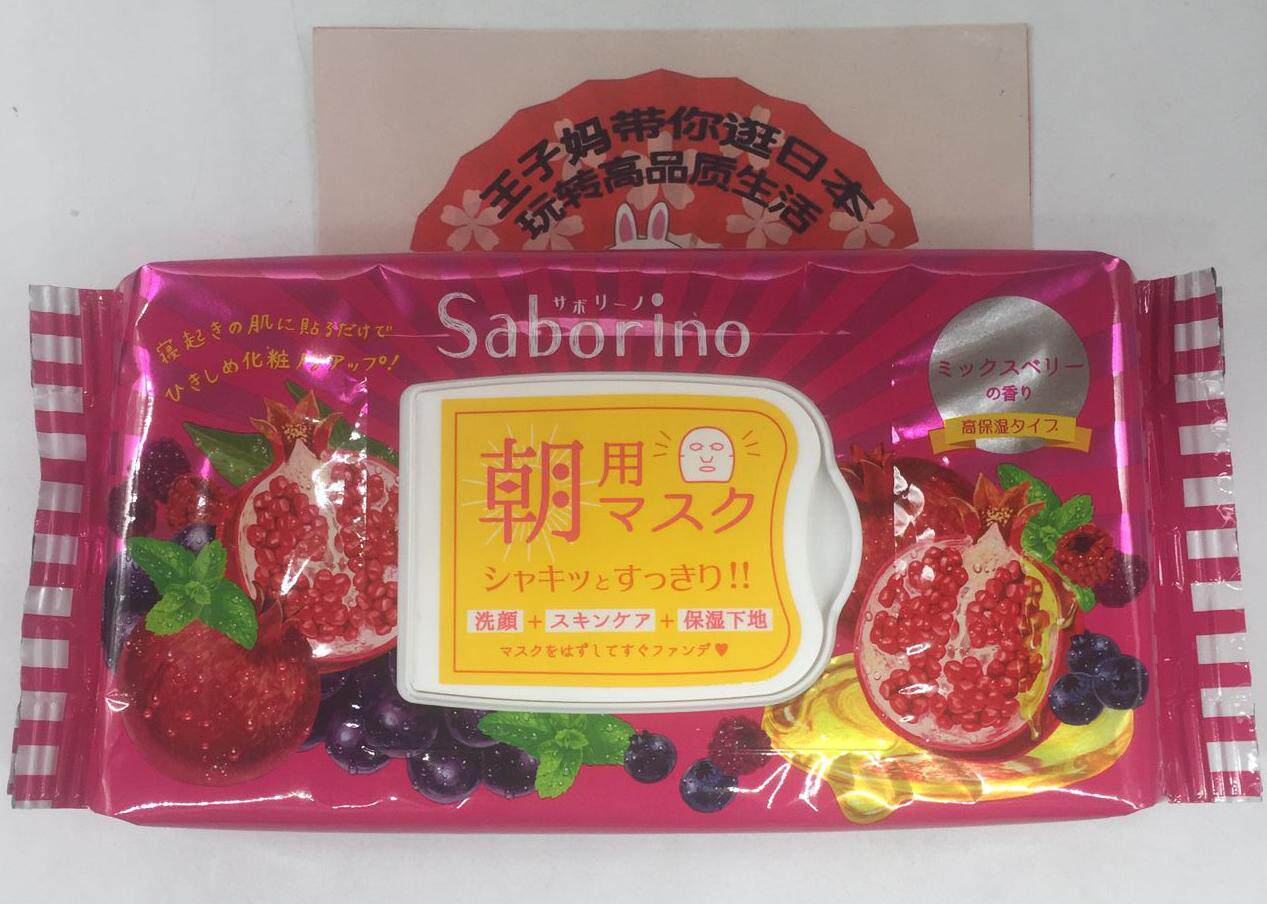 王子妈带你逛日本
玩转高品质生活
サボリーノ
Saborino
寝起きの肌に貼るだけで
ひきしめ化粧ノリアップ!
ミックスベリー
の香り
高保湿タイプ
朝用
マスク
シャキッとすっきり!!
洗顔+スキンケア+保湿下地
マスクをはずしてすぐファンデ♥